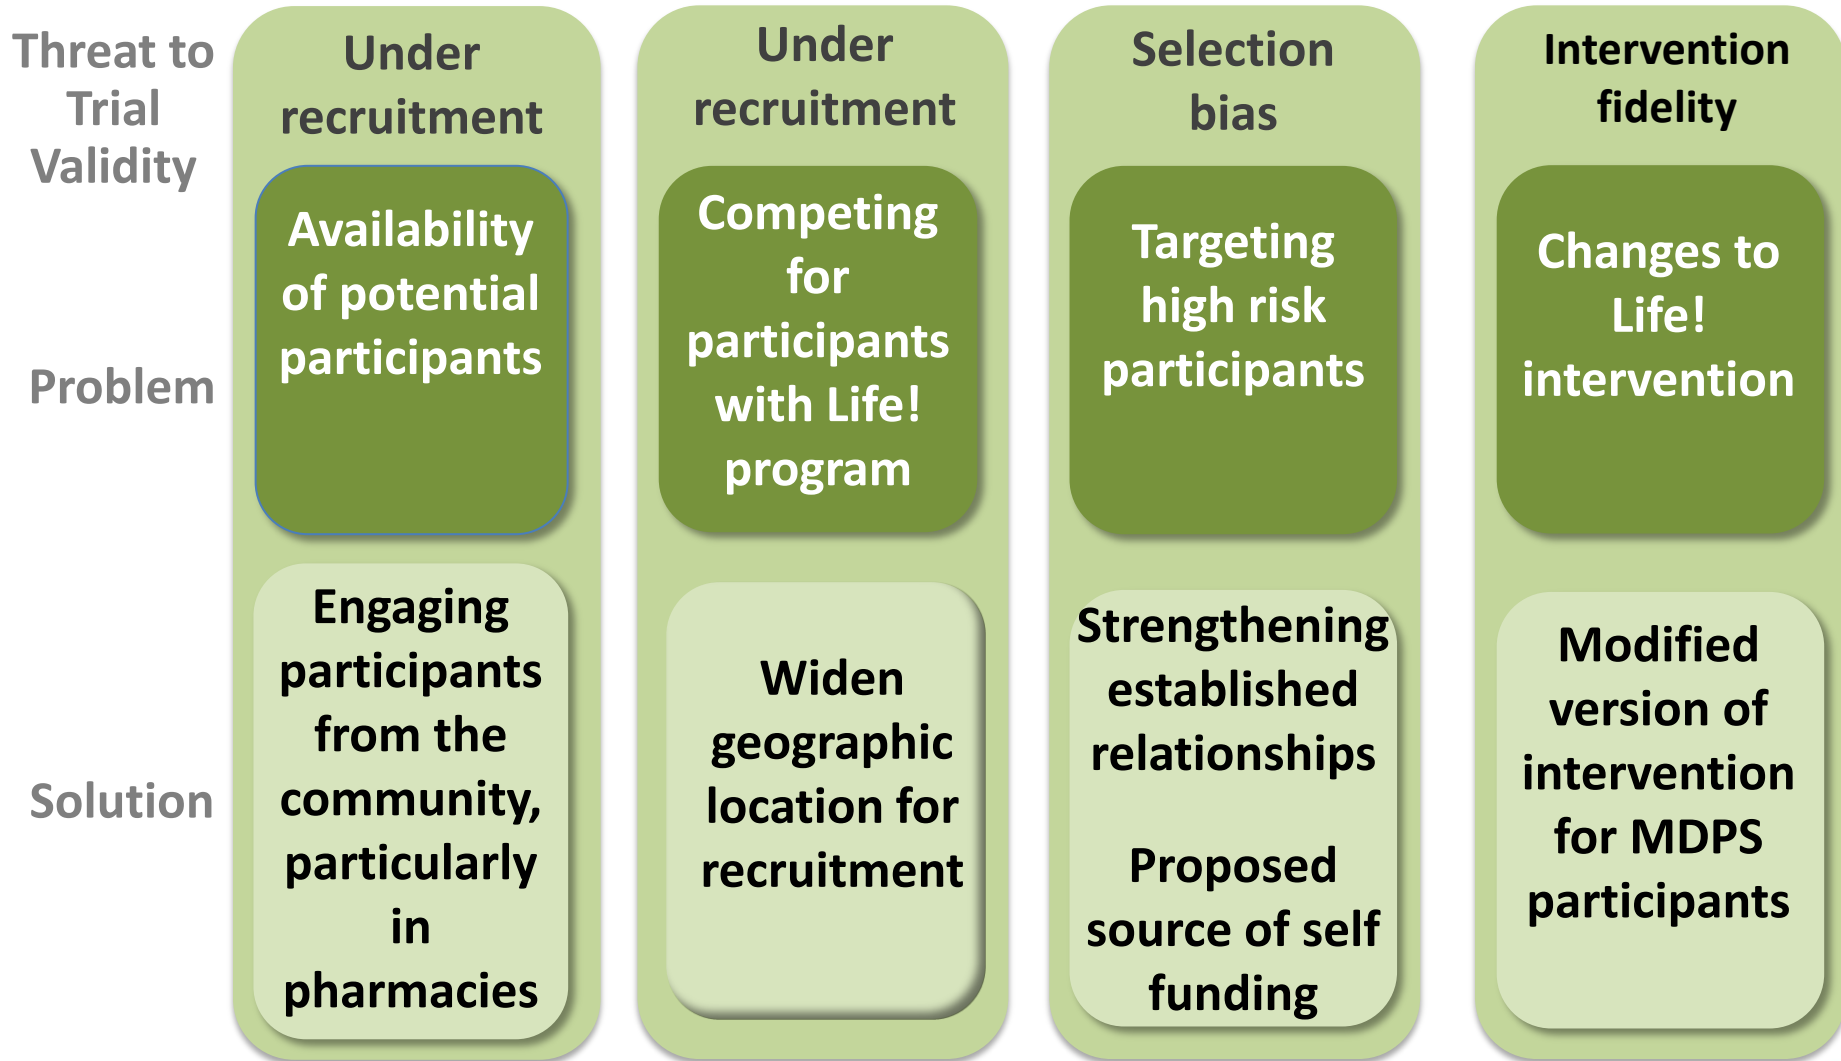 Threat to
Trial
Validity
Under
recruitment
Under
recruitment
Selection
bias
Intervention
fidelity
Problem
Availability
of potential
participants
Competing
for
participants
with Life!
program
Targeting
high risk
participants
Changes to
Life!
intervention
Solution
Engaging
participants
from the
community,
particularly
in
pharmacies
Widen
geographic
location for
recruitment
Strengthening
established
relationships
Proposed
source of self
funding
Modified
version of
intervention
for MDPS
participants